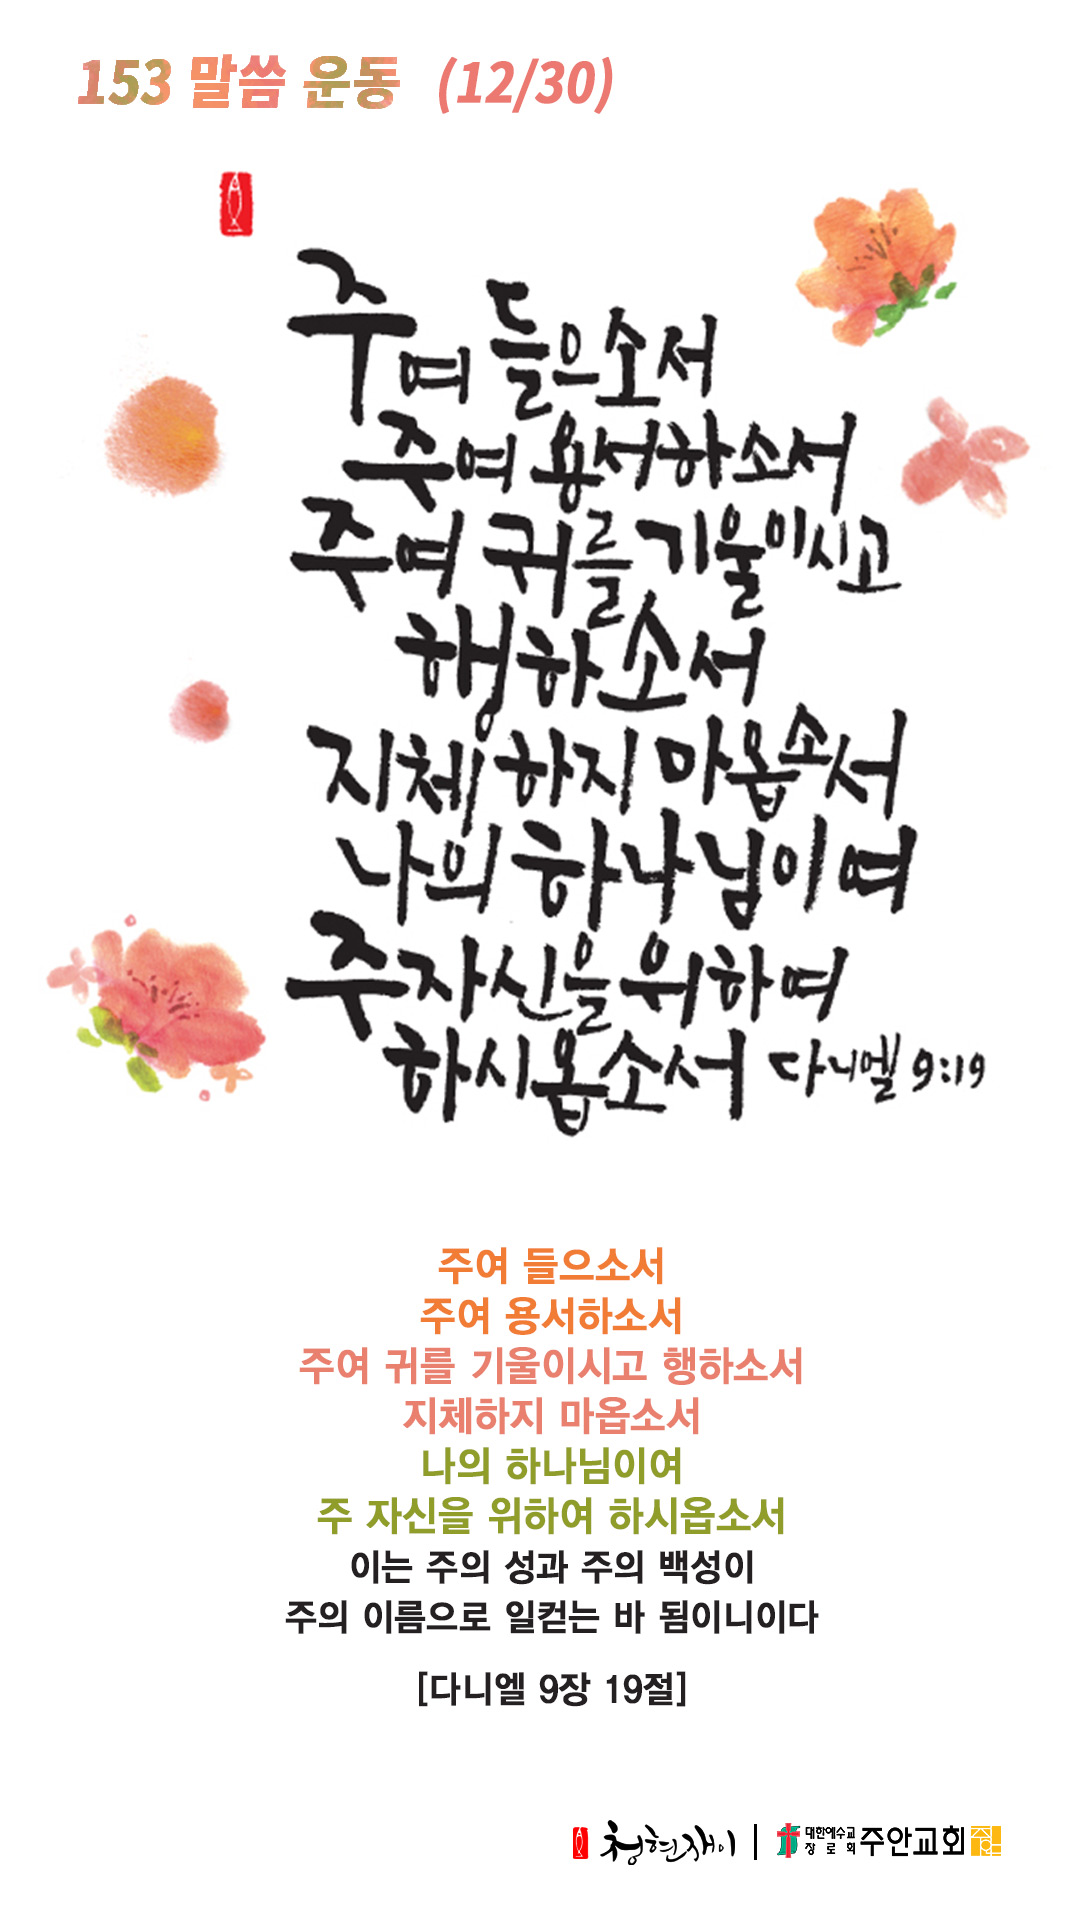 153 말씀 운동 (12/30)
주여 들으소서
주여 용서하소서
주여 귀를 기울이시고
행하소서
지체하지 마옵소서
나의 하나님이여
주 자신을 위하여
하시옵소서 다니엘 9:19
주여 들으소서
주여 용서하소서
주여 귀를 기울이시고 행하소서
지체하지 마옵소서
나의 하나님이여
주 자신을 위하여 하시옵소서
이는 주의 성과 주의 백성이
주의 이름으로 일컫는 바 됨이니이다
[다니엘 9장 19절]
청현재이 | 대한예수교 장로회 주안교회 주안